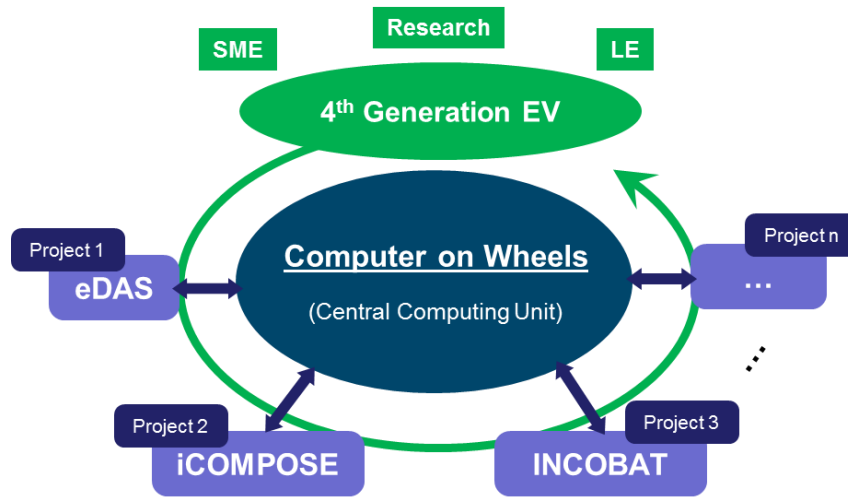 Research
SME
LE
4th Generation EV
Computer on Wheels
(Central Computing Unit)
Project 1
eDAS
Project n
...
Project 2
iCOMPOSE
Project 3
INCOBAT
...